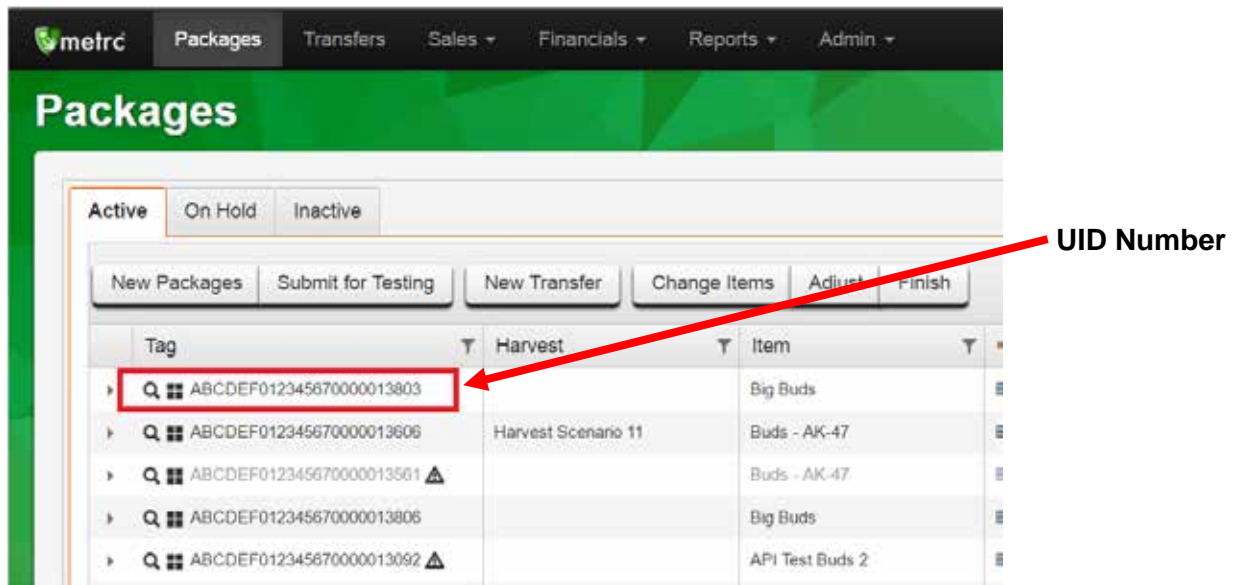 metrc Packages Transfers Sales Financials Reports Admin
Packages
Active On Hold Inactive
UID Number
New Packages Submit for Testing New Transfer Change Items Adjust Finish
Tag Harvest Item
ABCDEF012345670000013803 Big Buds
ABCDEF012345670000013606 Harvest Scenario 11 Buds - AK-47
ABCDEF012345670000013561 Buds - AK-47
ABCDEF012345670000013806 Big Buds
ABCDEF012345670000013092 API Test Buds 2